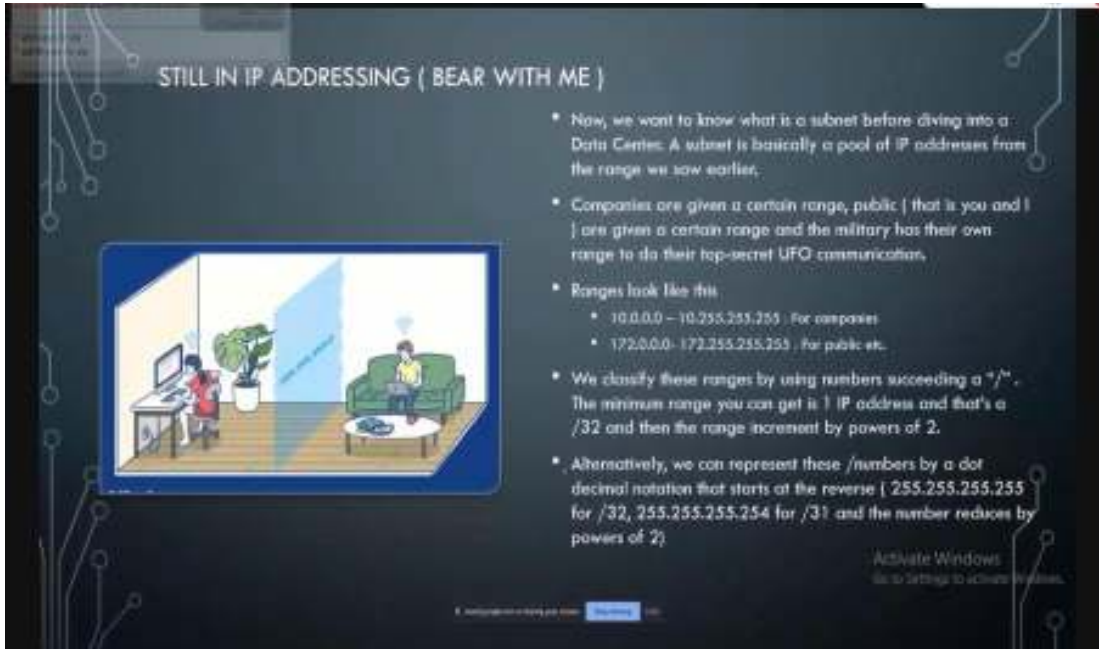 STILL IN IP ADDRESSING ( BEAR WITH ME )
• Now, we want to know what is a subnet before diving into a
Data Center. A subnet is basically a pool of IP addresses from
the range we saw earlier.
• Companies are given a certain range, public ( that is you and I
) are given a certain range and the military has their own
range to do their top-secret UFO communication.
• Ranges look like this
• 10.0.0.0 – 10.255.255.255 . For companies
• 172.0.0.0- 172.255.255.255 . For public etc.
• We classify these ranges by using numbers succeeding a "/" .
The minimum range you can get is 1 IP address and that's a
/32 and then the range increment by powers of 2.
• Alternatively, we can represent these /numbers by a dot
decimal notation that starts at the reverse ( 255.255.255.255
for /32, 255.255.255.254 for /31 and the number reduces by
powers of 2)
Activate Windows
Go to Settings to activate Windows.